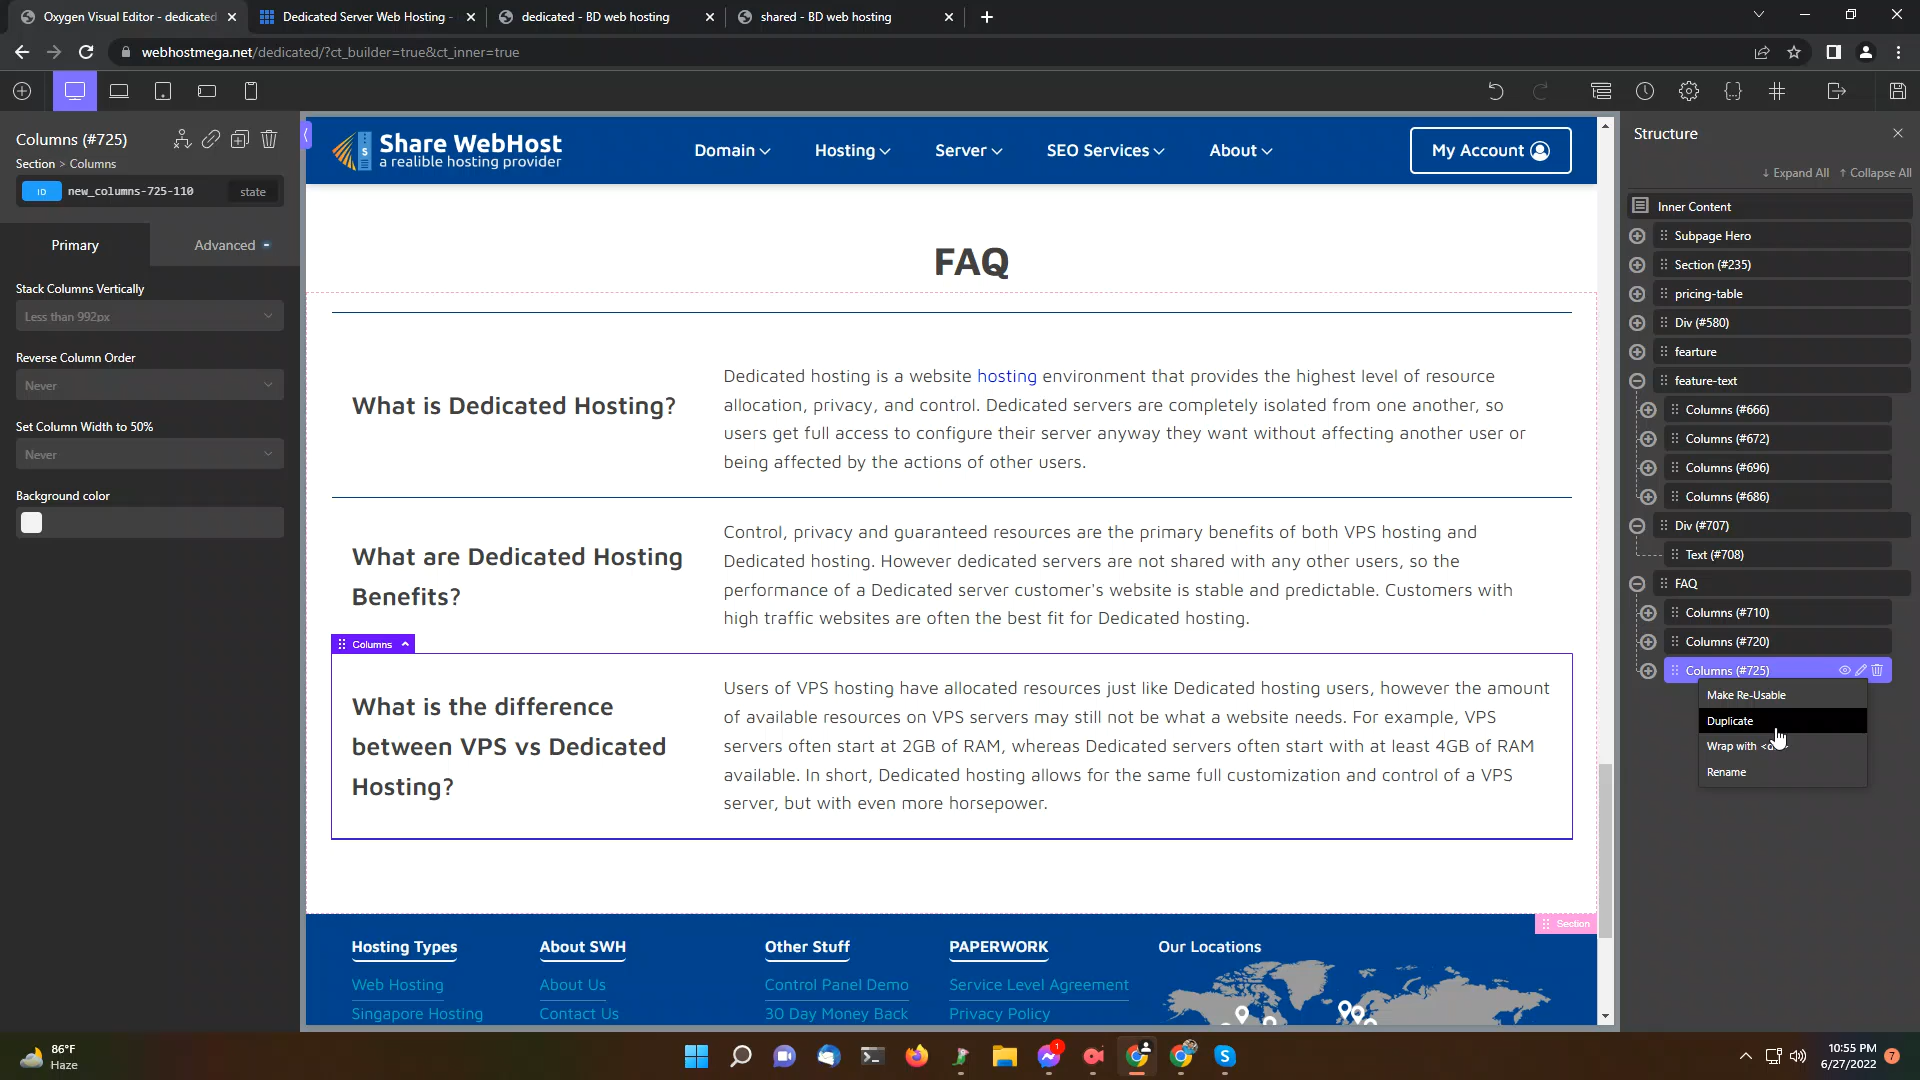 Oxygen Visual Editor - dedicated
Dedicated Server Web Hosting -
dedicated - BD web hosting
shared - BD web hosting
webhostmega.net/dedicated/?ct_builder=true&ct_inner=true
Columns (#725)
Section > Columns
ID new_columns-725-110 state
Primary Advanced
Stack Columns Vertically
Less than 992px
Reverse Column Order
Never
Set Column Width to 50%
Never
Background color
Share WebHost
a realible hosting provider
Domain Hosting Server SEO Services About My Account
FAQ
What is Dedicated Hosting?
Dedicated hosting is a website hosting environment that provides the highest level of resource
allocation, privacy, and control. Dedicated servers are completely isolated from one another, so
users get full access to configure their server anyway they want without affecting another user or
being affected by the actions of other users.
What are Dedicated Hosting
Benefits?
Control, privacy and guaranteed resources are the primary benefits of both VPS hosting and
Dedicated hosting. However dedicated servers are not shared with any other users, so the
performance of a Dedicated server customer's website is stable and predictable. Customers with
high traffic websites are often the best fit for Dedicated hosting.
Columns
What is the difference
between VPS vs Dedicated
Hosting?
Users of VPS hosting have allocated resources just like Dedicated hosting users, however the amount
of available resources on VPS servers may still not be what a website needs. For example, VPS
servers often start at 2GB of RAM, whereas Dedicated servers often start with at least 4GB of RAM
available. In short, Dedicated hosting allows for the same full customization and control of a VPS
server, but with even more horsepower.
Section
Hosting Types
Web Hosting
Singapore Hosting
About SWH
About Us
Contact Us
Other Stuff
Control Panel Demo
30 Day Money Back
PAPERWORK
Service Level Agreement
Privacy Policy
Our Locations
Structure
↓ Expand All ↑ Collapse All
Inner Content
Subpage Hero
Section (#235)
pricing-table
Div (#580)
fearture
feature-text
Columns (#666)
Columns (#672)
Columns (#696)
Columns (#686)
Div (#707)
Text (#708)
FAQ
Columns (#710)
Columns (#720)
Columns (#725)
Make Re-Usable
Duplicate
Wrap with
Rename
86°F
Haze
1
10:55 PM
6/27/2022
7